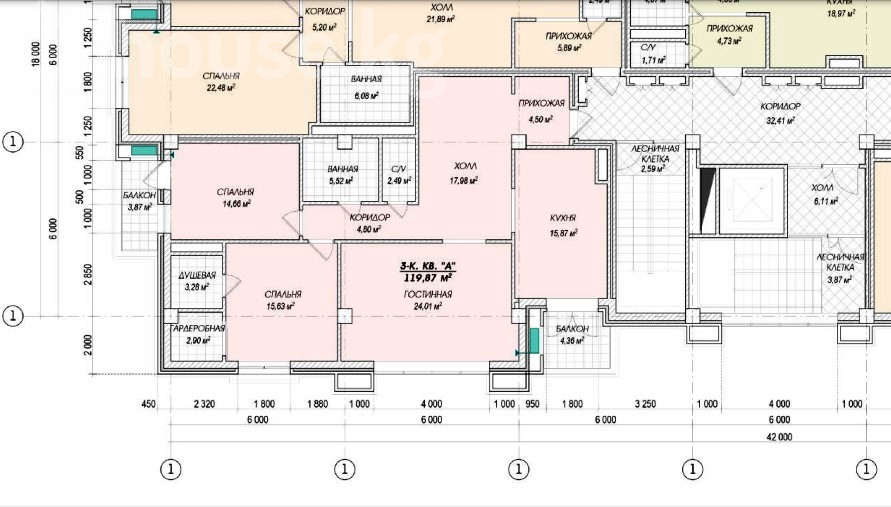 КОРИДОР
5,20 м²
ХОЛЛ
21,89 м²
КУХНЯ
18,97 м²
ПРИХОЖАЯ
5,89 м²
ПРИХОЖАЯ
4,73 м²
С/У
1,71 м²
СПАЛЬНЯ
22,48 м²
ВАННАЯ
6,08 м²
house.kg
ПРИХОЖАЯ
4,50 м²
КОРИДОР
32,41 м²
ЛЕСНИЧНАЯ
КЛЕТКА
2,59 м²
БАЛКОН
3,87 м²
СПАЛЬНЯ
14,66 м²
ВАННАЯ
5,52 м²
С/У
2,49 м²
ХОЛЛ
17,98 м²
КОРИДОР
4,80 м²
КУХНЯ
15,87 м²
ХОЛЛ
6,11 м²
ЛЕСНИЧНАЯ
КЛЕТКА
3,87 м²
ДУШЕВАЯ
3,28 м²
ГАРДЕРОБНАЯ
2,90 м²
СПАЛЬНЯ
15,63 м²
3-К. КВ. "А"
119,87 м²
ГОСТИННАЯ
24,01 м²
БАЛКОН
4,36 м²
18 000
6 000
6 000
1 250
1 800
1 250
550
1 000
500
1 000
2 850
2 000
1
1
450
2 320
1 800
1 880
1 000
4 000
1 000
950
1 800
3 250
1 000
4 000
1 000
6 000
6 000
6 000
6 000
42 000
1
1
1
1
1